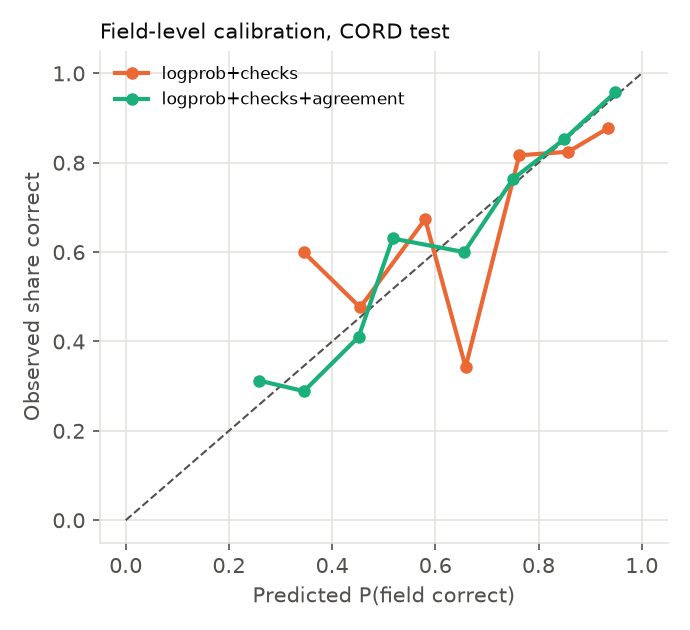 Field-level calibration, CORD test
logprob+checks
logprob+checks+agreement
1.0
0.8
0.6
0.4
0.2
0.0
Observed share correct
0.0 0.2 0.4 0.6 0.8 1.0
Predicted P(field correct)